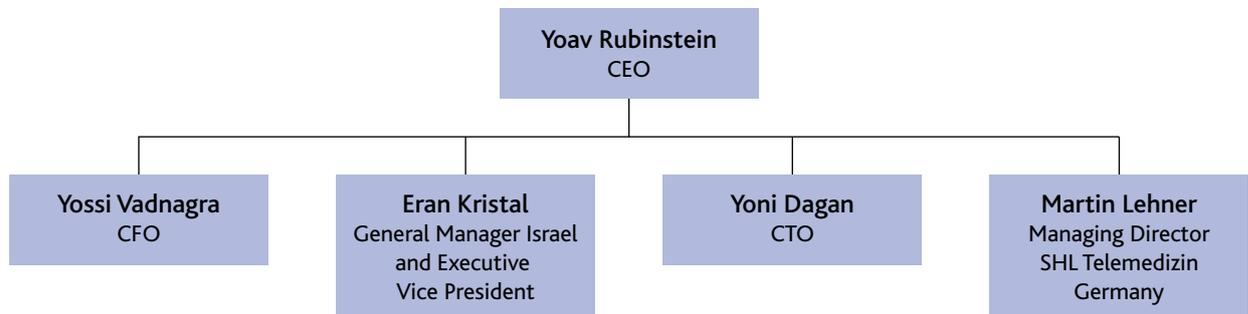 Yoav Rubinstein
CEO
Yossi Vadnagra
CFO
Eran Kristal
General Manager Israel
and Executive
Vice President
Yoni Dagan
CTO
Martin Lehner
Managing Director
SHL Telemedizin
Germany